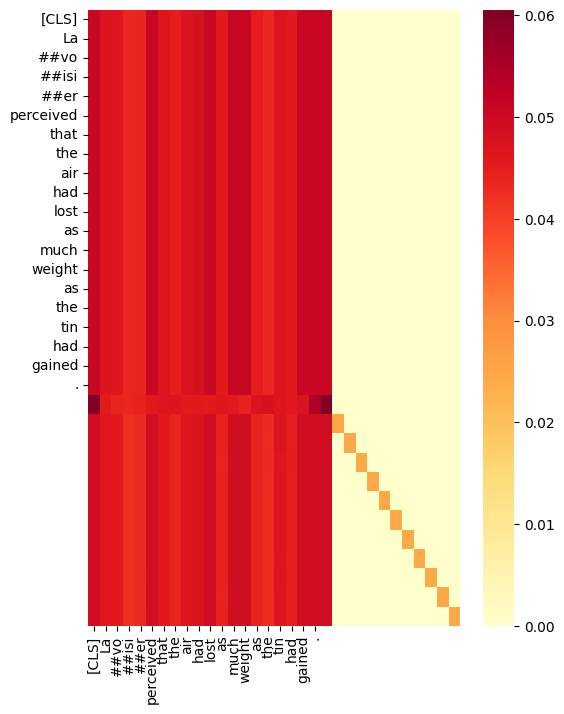 [CLS]
La
##vo
##isi
##er
perceived
that
the
air
had
lost
as
much
weight
as
the
tin
had
gained
.
0.06
0.05
0.04
0.03
0.02
0.01
0.00
[CLS]
La
##vo
##isi
##er
perceived
that
the
air
had
lost
as
much
weight
as
the
tin
had
gained
.